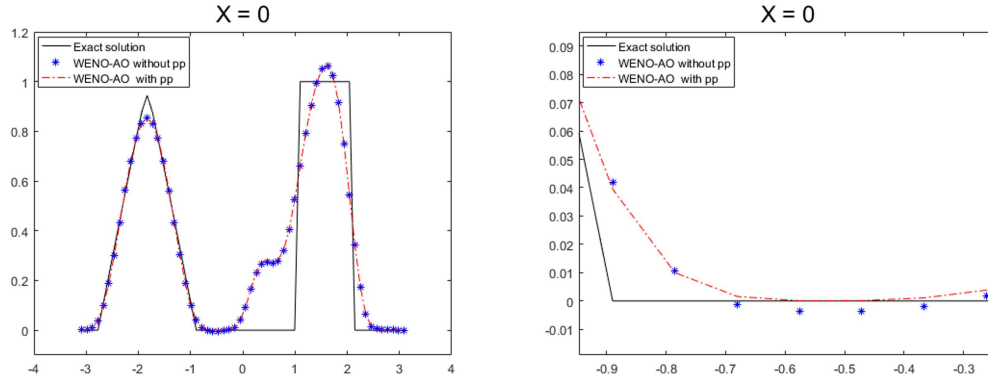 X = 0
1.2
1
0.8
0.6
0.4
0.2
0
-4 -3 -2 -1 0 1 2 3 4
Exact solution
WENO-AO without pp
WENO-AO with pp
X = 0
0.09
0.08
0.07
0.06
0.05
0.04
0.03
0.02
0.01
0
-0.01
-0.9 -0.8 -0.7 -0.6 -0.5 -0.4 -0.3
Exact solution
WENO-AO without pp
WENO-AO with pp